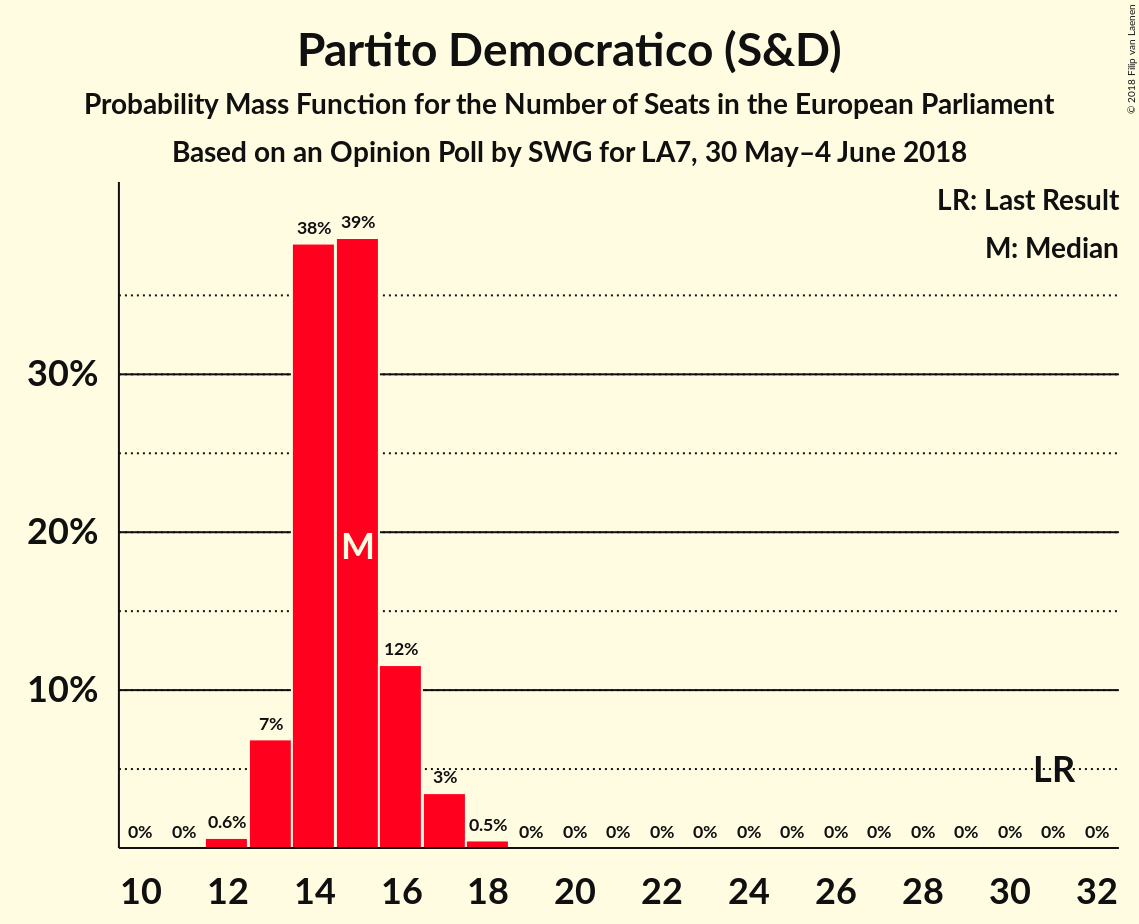 Partito Democratico (S&D)
Probability Mass Function for the Number of Seats in the European Parliament
Based on an Opinion Poll by SWG for LA7, 30 May–4 June 2018
© 2018 Filip van Laenen
LR: Last Result
M: Median
38% 39%
30%
20%
M
12%
10%
7%
LR
3%
0% 0% 0.6% 0.5% 0% 0% 0% 0% 0% 0% 0% 0% 0% 0% 0% 0% 0% 0%
10 12 14 16 18 20 22 24 26 28 30 32